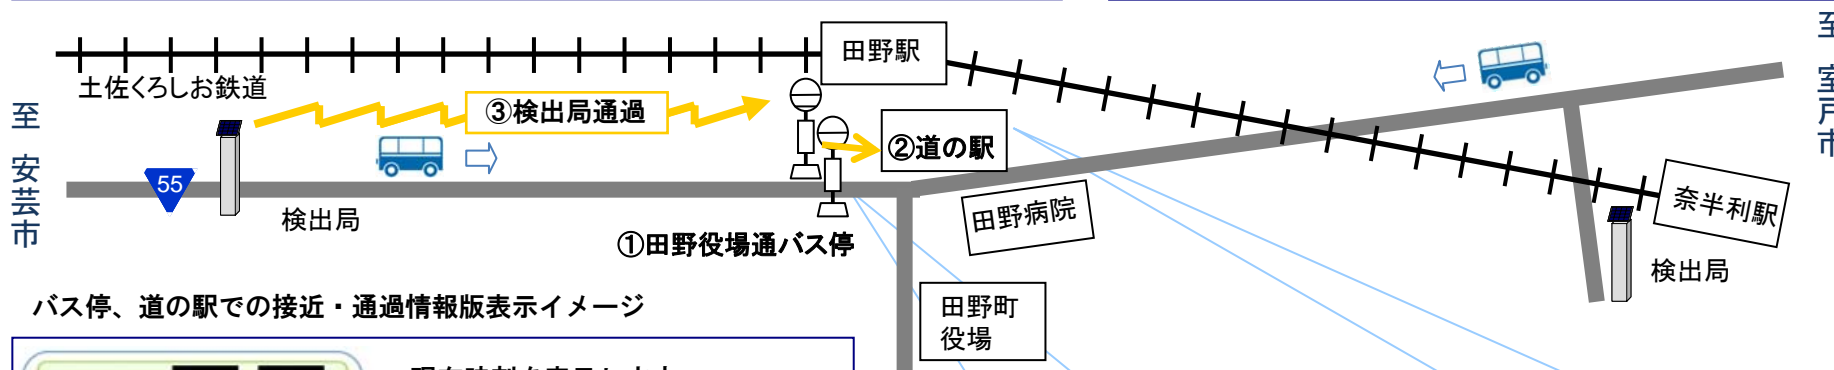 田野駅
至 室戸市
土佐くろしお鉄道
③検出局通過
至 安芸市
②道の駅
55
検出局
田野病院
奈半利駅
①田野役場通バス停
検出局
バス停、道の駅での接近・通過情報版表示イメージ
田野町
役場